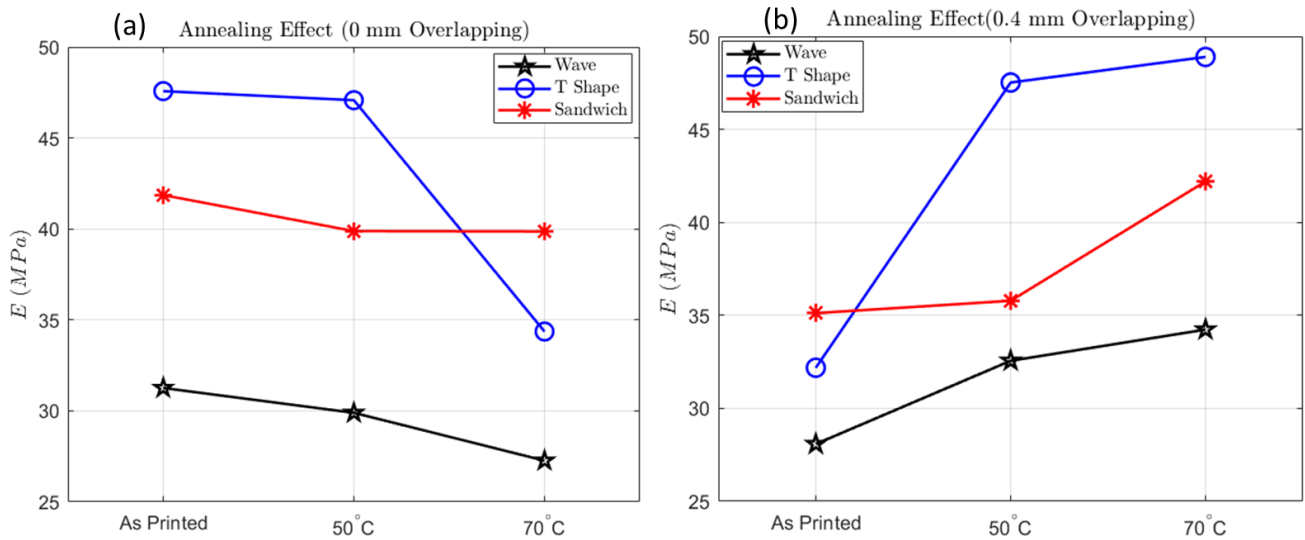 (a)
Annealing Effect (0 mm Overlapping)
50
45
40
35
30
25
E (MPa)
Wave
T Shape
Sandwich
As Printed
50°C
70°C
(b)
Annealing Effect(0.4 mm Overlapping)
50
45
40
35
30
25
E (MPa)
Wave
T Shape
Sandwich
As Printed
50°C
70°C